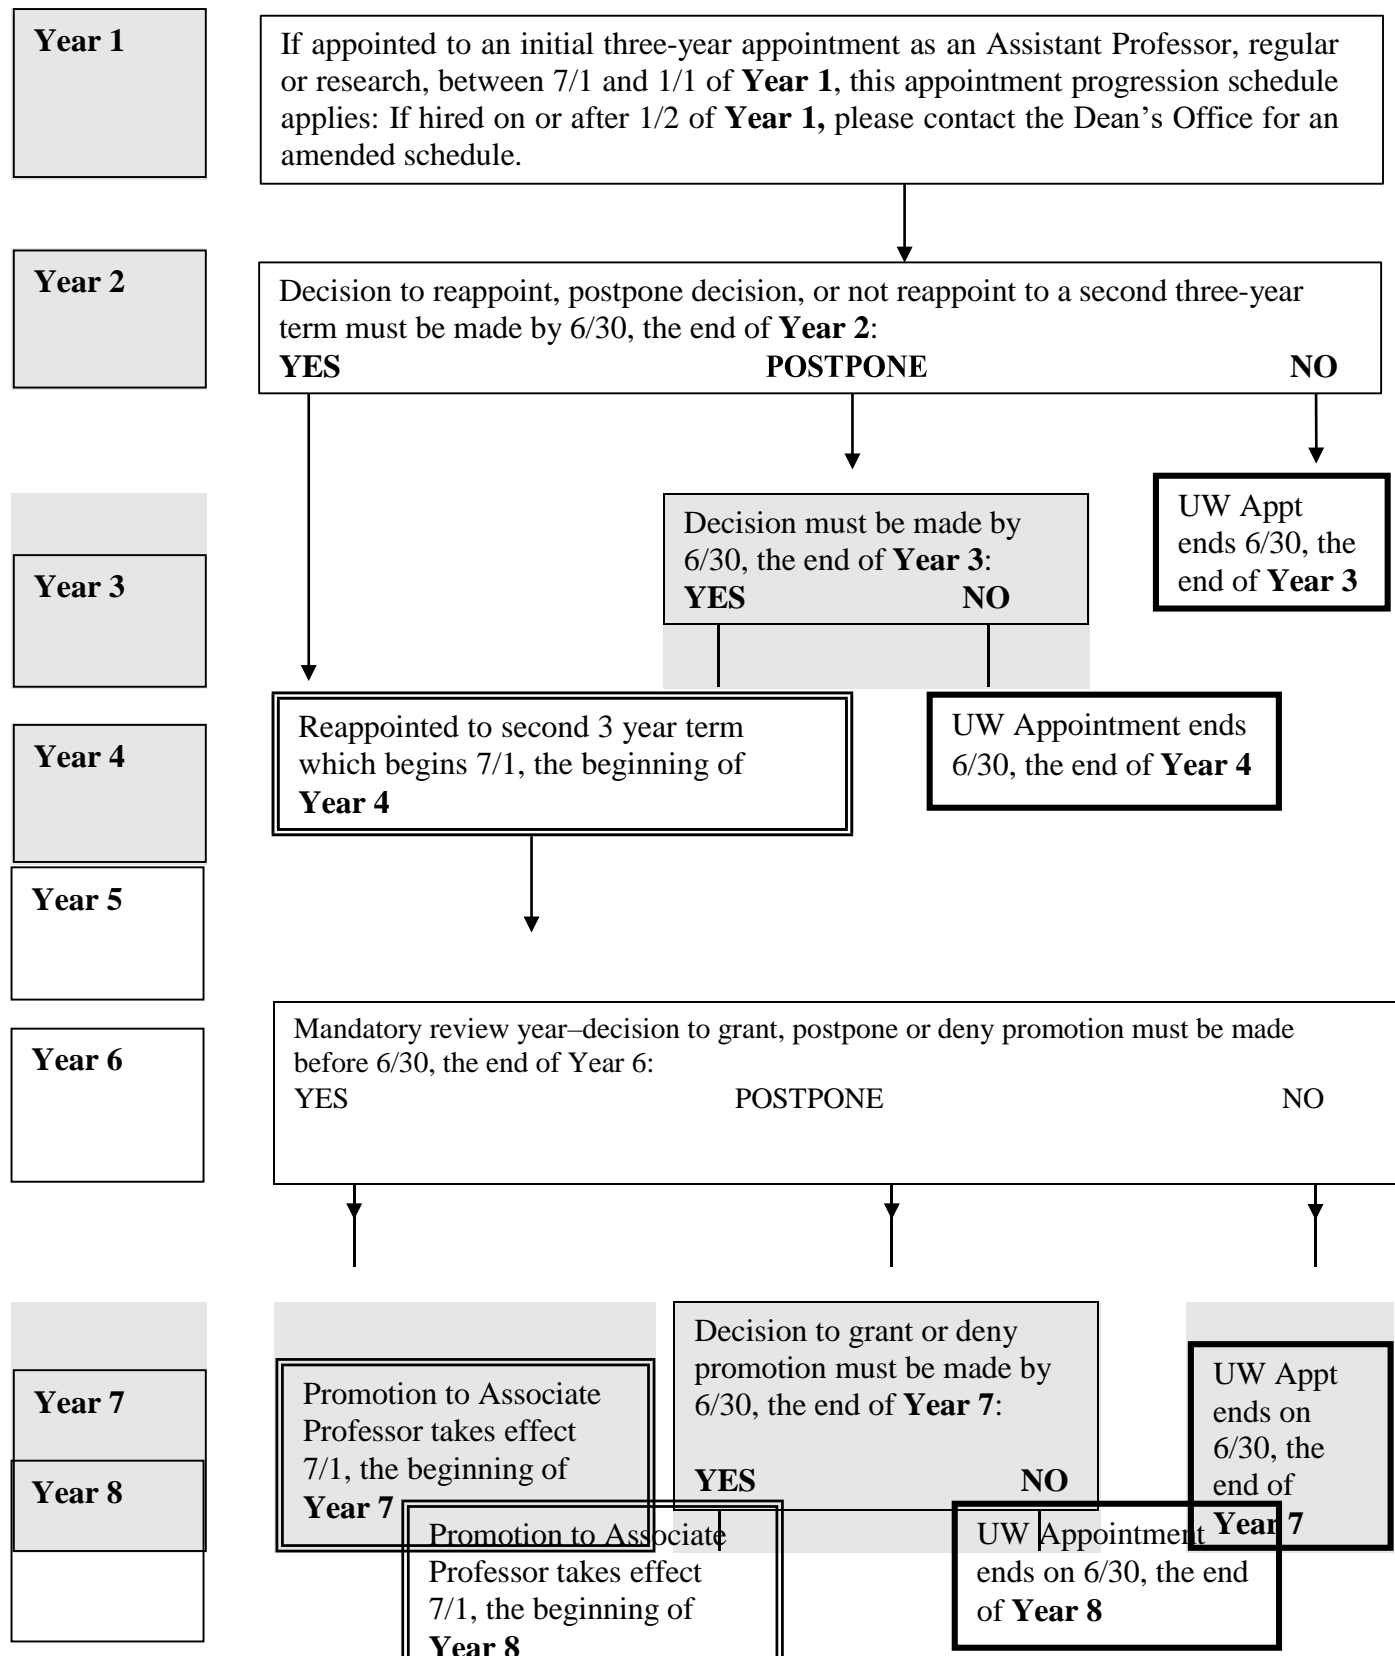 Year 1
If appointed to an initial three-year appointment as an Assistant Professor, regular
or research, between 7/1 and 1/1 of Year 1, this appointment progression schedule
applies: If hired on or after 1/2 of Year 1, please contact the Dean’s Office for an
amended schedule.
Year 2
Decision to reappoint, postpone decision, or not reappoint to a second three-year
term must be made by 6/30, the end of Year 2:
YES POSTPONE NO
Year 3
Decision must be made by
6/30, the end of Year 3:
YES NO
UW Appt
ends 6/30, the
end of Year 3
Year 4
Reappointed to second 3 year term
which begins 7/1, the beginning of
Year 4
UW Appointment ends
6/30, the end of Year 4
Year 5
Year 6
Mandatory review year–decision to grant, postpone or deny promotion must be made
before 6/30, the end of Year 6:
YES POSTPONE NO
Year 7
Promotion to Associate
Professor takes effect
7/1, the beginning of
Year 7
Decision to grant or deny
promotion must be made by
6/30, the end of Year 7:
YES NO
UW Appt
ends on
6/30, the
end of
Year 7
Year 8
Promotion to Associate
Professor takes effect
7/1, the beginning of
Year 8
UW Appointment
ends on 6/30, the end
of Year 8